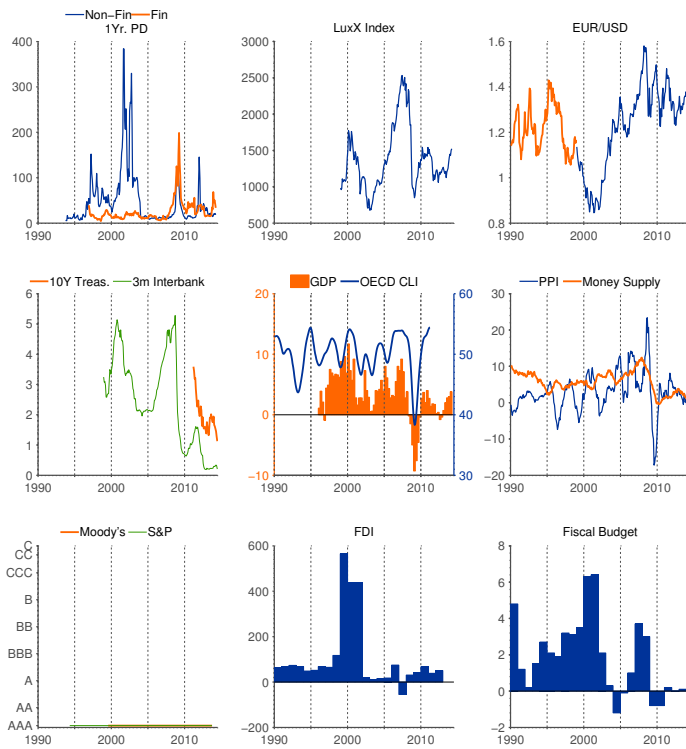 Non-Fin Fin
1Yr. PD
400
300
200
100
0
1990 2000 2010
LuxX Index
3000
2500
2000
1500
1000
500
1990 2000 2010
EUR/USD
1.6
1.4
1.2
1
0.8
1990 2000 2010
10Y Treas. 3m Interbank
6
5
4
3
2
1
0
1990 2000 2010
GDP OECD CLI
20 60
10 50
0 40
−10 30
1990 2000 2010
PPI Money Supply
30
20
10
0
−10
−20
1990 2000 2010
Moody's S&P
C
CC
CCC
B
BB
BBB
A
AA
AAA
1990 2000 2010
FDI
600
400
200
0
−200
1990 2000 2010
Fiscal Budget
8
6
4
2
0
−2
1990 2000 2010